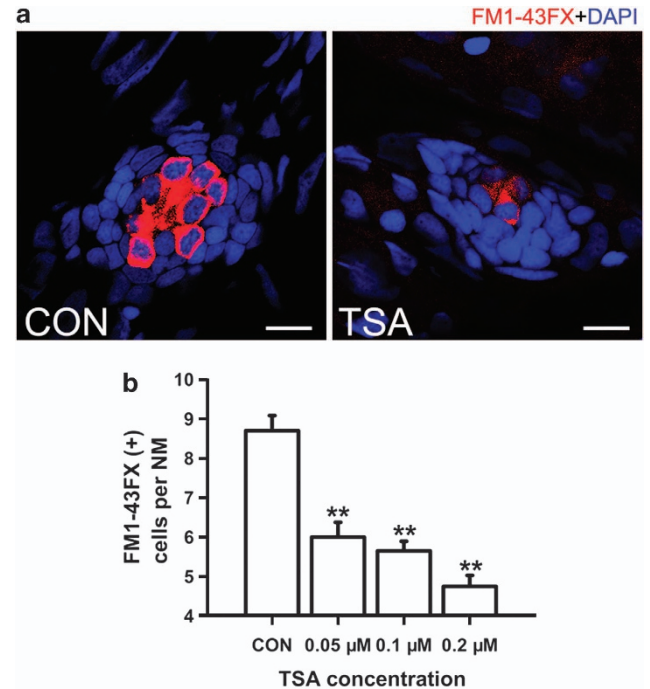 a
FM1-43FX+DAPI
CON
TSA
b
10
9
8
7
6
5
4
FM1-43FX (+)
cells per NM
**
**
**
CON 0.05 µM 0.1 µM 0.2 µM
TSA concentration